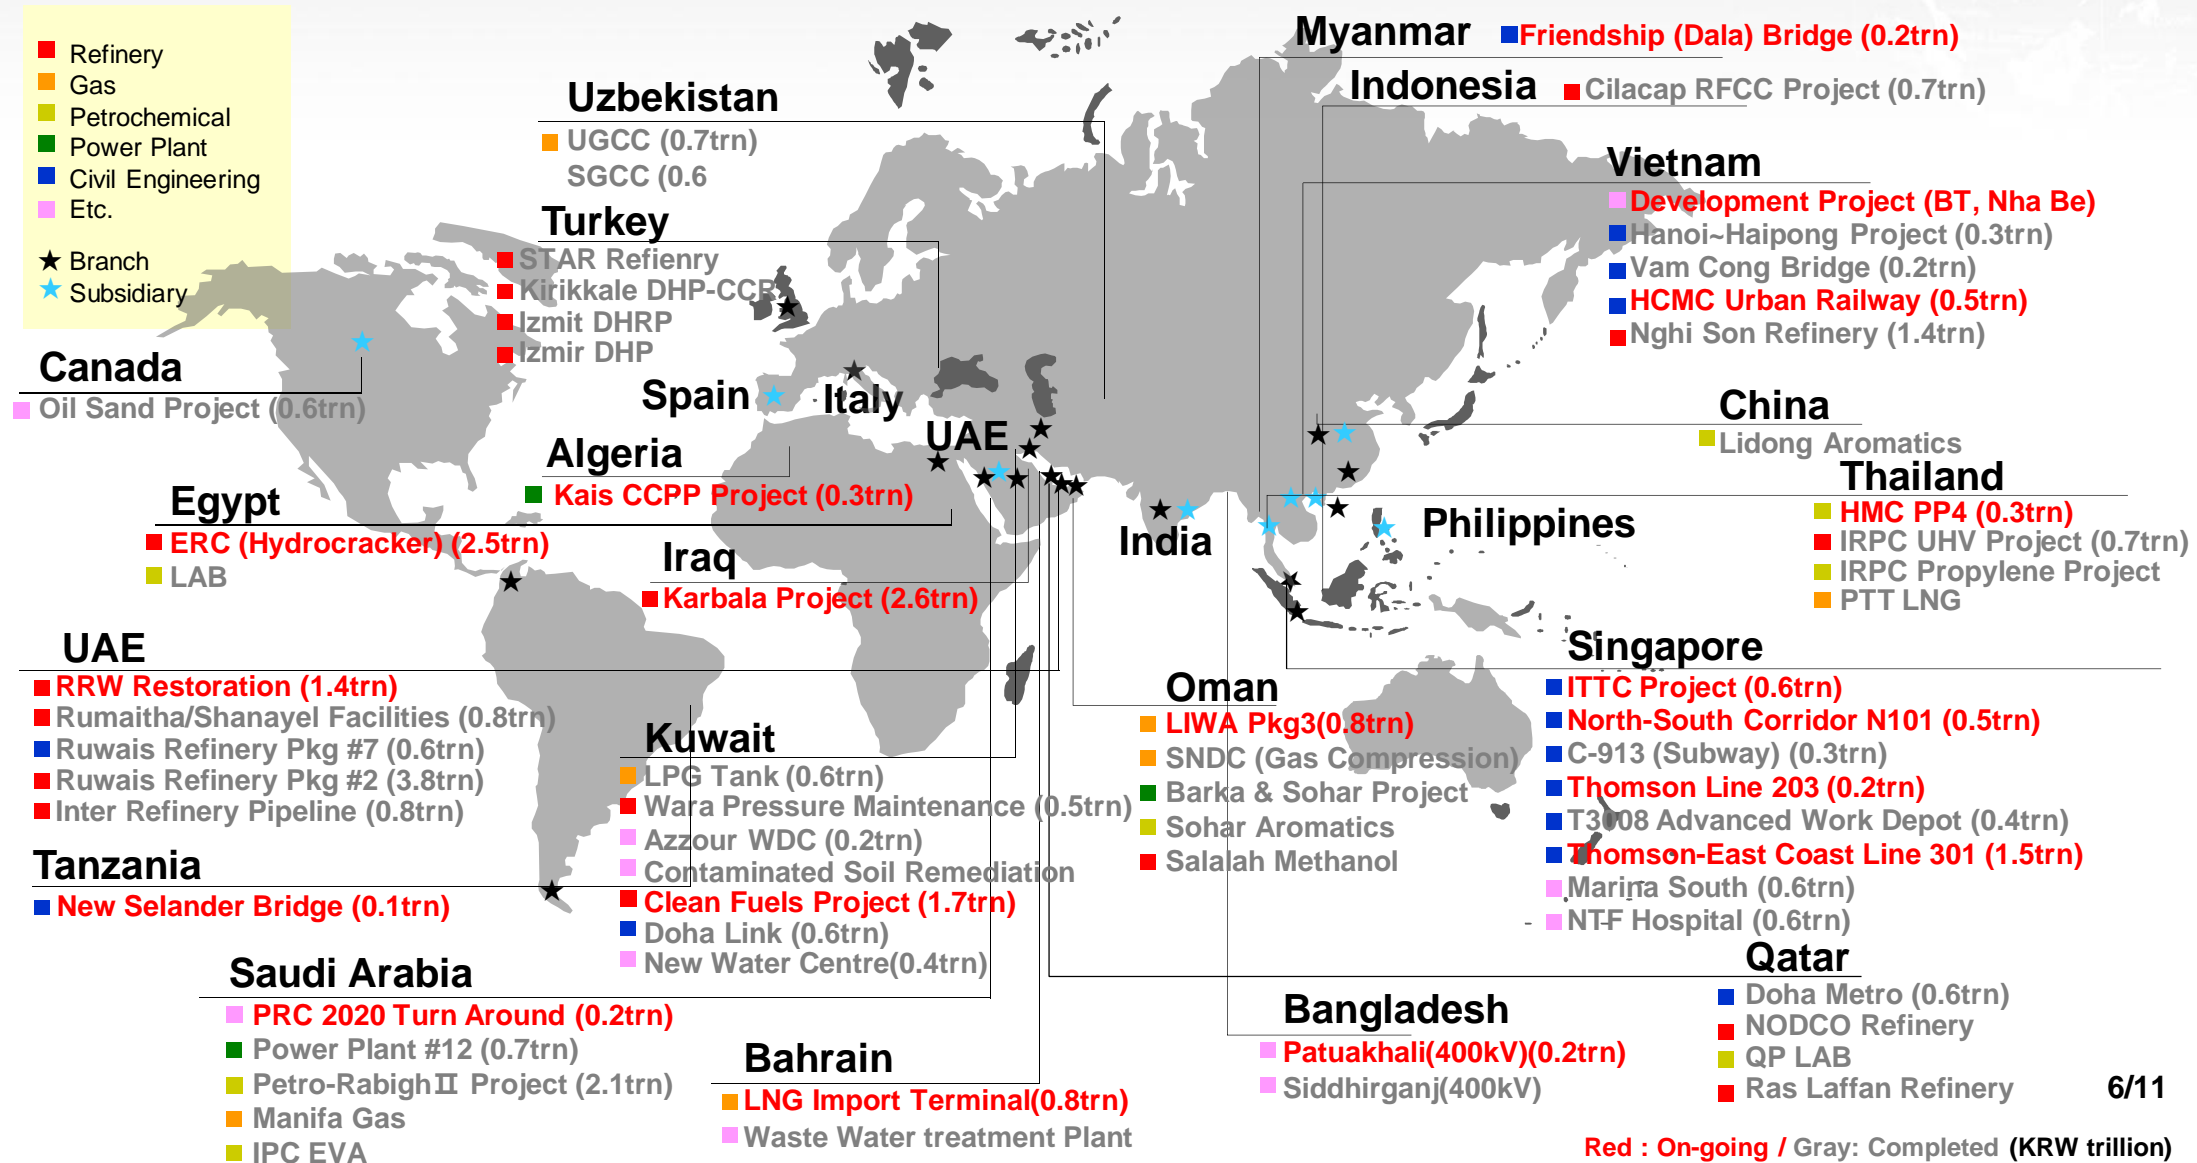 Refinery
Gas
Petrochemical
Power Plant
Civil Engineering
Etc.
Branch
Subsidiary
Myanmar
Friendship (Dala) Bridge (0.2trn)
Indonesia
Cilacap RFCC Project (0.7trn)
Uzbekistan
UGCC (0.7trn)
SGCC (0.6
Vietnam
Development Project (BT, Nha Be)
Hanoi~Haipong Project (0.3trn)
Vam Cong Bridge (0.2trn)
HCMC Urban Railway (0.5trn)
Nghi Son Refinery (1.4trn)
Turkey
STAR Refienry
Kirikkale DHP-CCR
Izmit DHRP
Izmir DHP
Canada
Oil Sand Project (0.6trn)
Spain
Italy
UAE
China
Lidong Aromatics
Algeria
Kais CCPP Project (0.3trn)
Thailand
HMC PP4 (0.3trn)
IRPC UHV Project (0.7trn)
IRPC Propylene Project
PTT LNG
Egypt
ERC (Hydrocracker) (2.5trn)
LAB
India
Philippines
Iraq
Karbala Project (2.6trn)
UAE
RRW Restoration (1.4trn)
Rumaitha/Shanayel Facilities (0.8trn)
Ruwais Refinery Pkg #7 (0.6trn)
Ruwais Refinery Pkg #2 (3.8trn)
Inter Refinery Pipeline (0.8trn)
Singapore
ITTC Project (0.6trn)
North-South Corridor N101 (0.5trn)
C-913 (Subway) (0.3trn)
Thomson Line 203 (0.2trn)
T3008 Advanced Work Depot (0.4trn)
Thomson-East Coast Line 301 (1.5trn)
Marina South (0.6trn)
NTF Hospital (0.6trn)
Oman
LIWA Pkg3(0.8trn)
SNDC (Gas Compression)
Barka & Sohar Project
Sohar Aromatics
Salalah Methanol
Kuwait
LPG Tank (0.6trn)
Wara Pressure Maintenance (0.5trn)
Azzour WDC (0.2trn)
Contaminated Soil Remediation
Clean Fuels Project (1.7trn)
Doha Link (0.6trn)
New Water Centre(0.4trn)
Tanzania
New Selander Bridge (0.1trn)
Saudi Arabia
PRC 2020 Turn Around (0.2trn)
Power Plant #12 (0.7trn)
Petro-RabighⅡ Project (2.1trn)
Manifa Gas
IPC EVA
Bahrain
LNG Import Terminal(0.8trn)
Waste Water treatment Plant
Bangladesh
Patuakhali(400kV)(0.2trn)
Siddhirganj(400kV)
Qatar
Doha Metro (0.6trn)
NODCO Refinery
QP LAB
Ras Laffan Refinery
6/11
Red : On-going / Gray: Completed (KRW trillion)